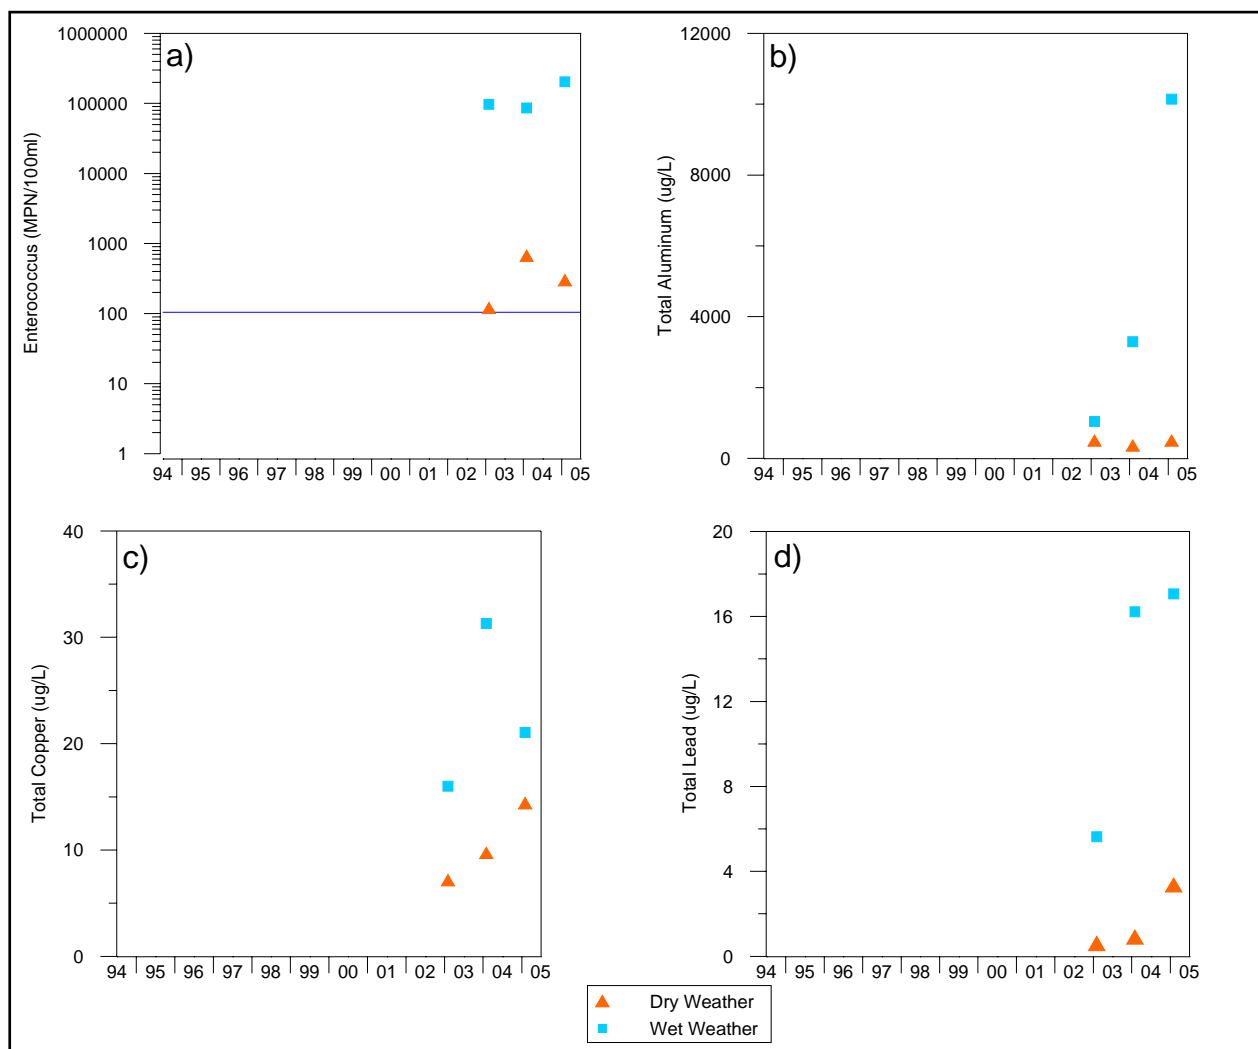 a)
Enterococcus (MPN/100ml)
1000000
100000
10000
1000
100
10
1
94 95 96 97 98 99 00 01 02 03 04 05
b)
Total Aluminum (ug/L)
12000
8000
4000
0
94 95 96 97 98 99 00 01 02 03 04 05
c)
Total Copper (ug/L)
40
30
20
10
0
94 95 96 97 98 99 00 01 02 03 04 05
d)
Total Lead (ug/L)
20
16
12
8
4
0
94 95 96 97 98 99 00 01 02 03 04 05
Dry Weather
Wet Weather